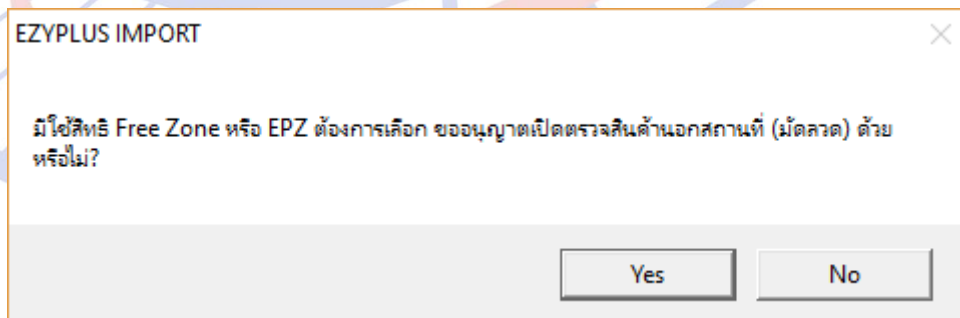 EZYPLUS IMPORT
มีใช้สิทธิ Free Zone หรือ EPZ ต้องการเลือก ขออนุญาตเปิดตรวจสินค้านอกสถานที่ (มัดลวด) ด้วย
หรือไม่?
Yes
No